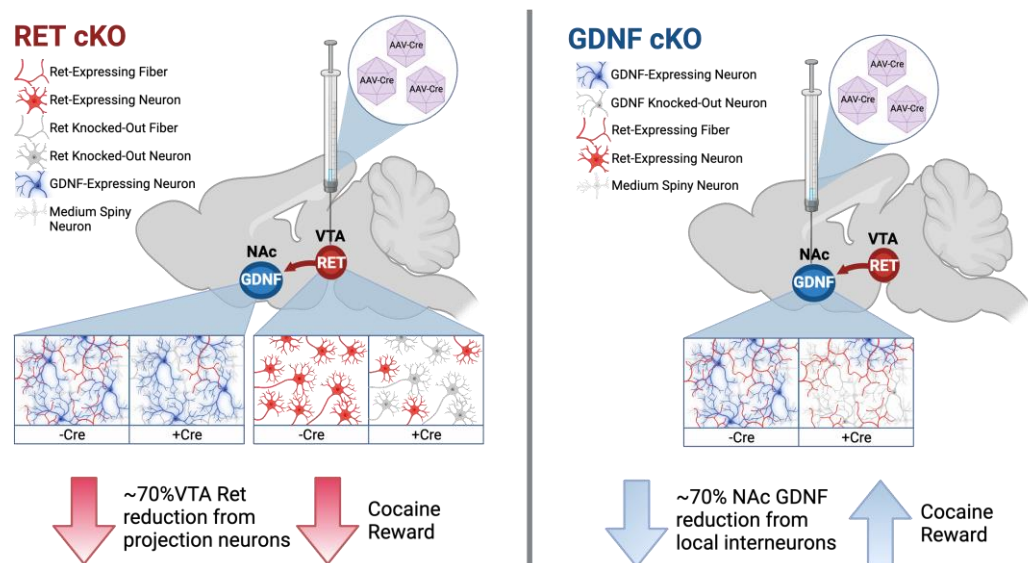 RET cKO
Ret-Expressing Fiber
Ret-Expressing Neuron
Ret Knocked-Out Fiber
Ret Knocked-Out Neuron
GDNF-Expressing Neuron
Medium Spiny
Neuron
AAV-Cre
AAV-Cre
AAV-Cre
NAc
VTA
GDNF
RET
-Cre
+Cre
-Cre
+Cre
~70%VTA Ret
reduction from
projection neurons
Cocaine
Reward
GDNF cKO
GDNF-Expressing Neuron
GDNF Knocked-Out Neuron
Ret-Expressing Fiber
Ret-Expressing Neuron
Medium Spiny Neuron
AAV-Cre
AAV-Cre
AAV-Cre
NAc
VTA
GDNF
RET
-Cre
+Cre
~70% NAc GDNF
reduction from
local interneurons
Cocaine
Reward